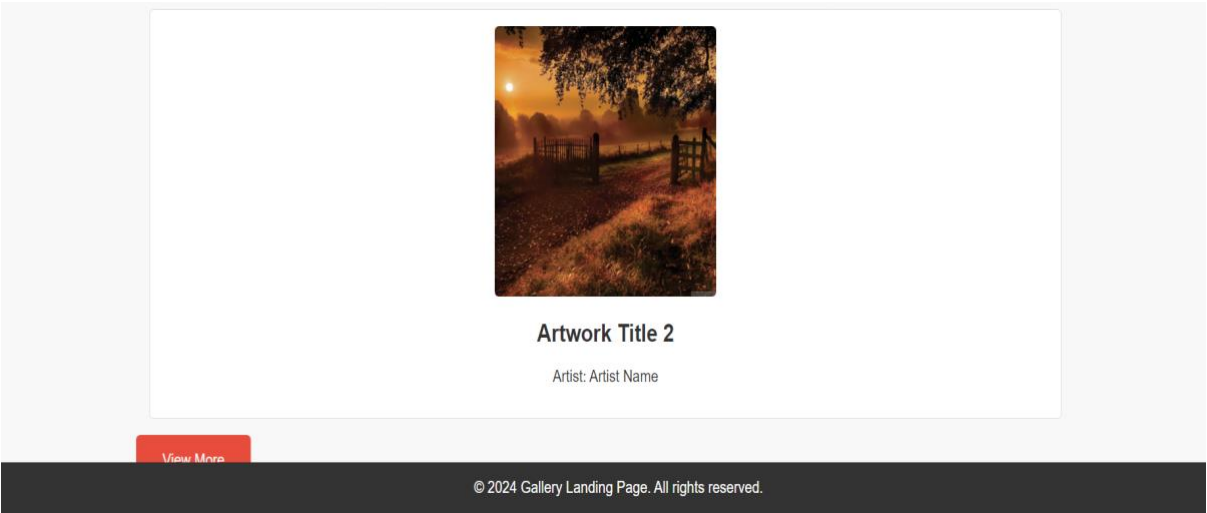 Artwork Title 2
Artist: Artist Name
View More
© 2024 Gallery Landing Page. All rights reserved.